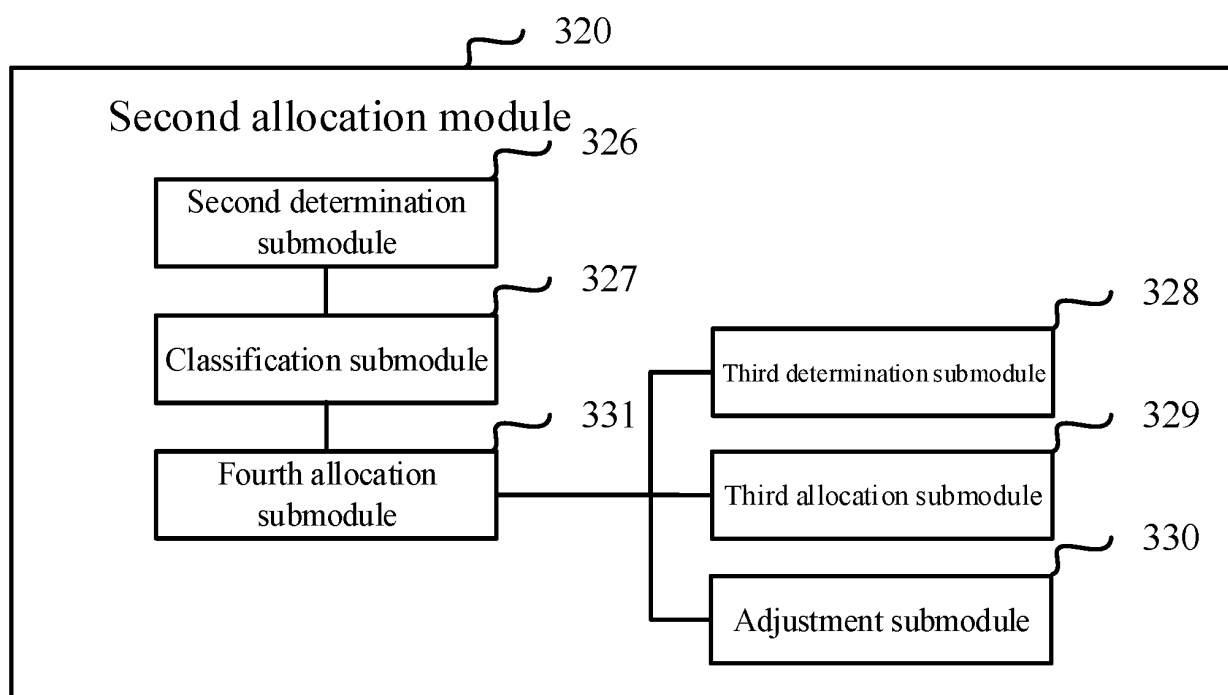 320
Second allocation module
326
Second determination
submodule
327
Classification submodule
331
Fourth allocation
submodule
328
Third determination submodule
329
Third allocation submodule
330
Adjustment submodule